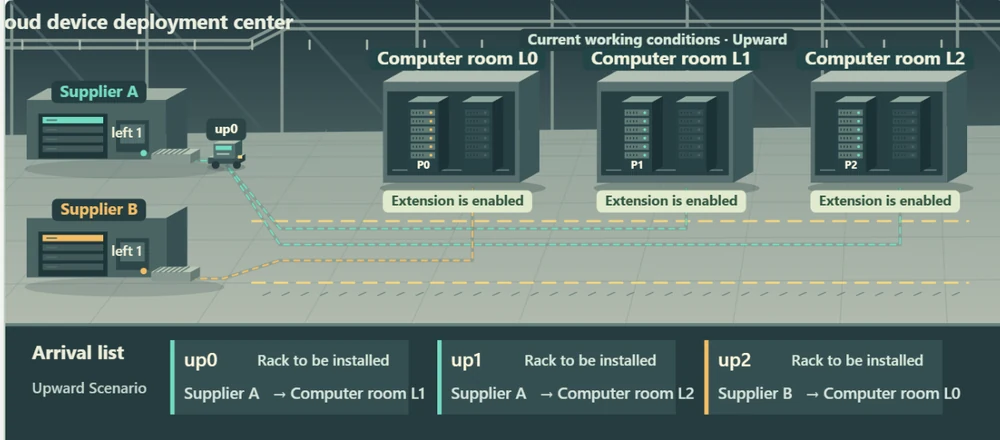 oud device deployment center
Current working conditions · Upward
Computer room L0
Computer room L1
Computer room L2
Supplier A
left 1
up0
P0
P1
P2
Extension is enabled
Extension is enabled
Extension is enabled
Supplier B
left 1
Arrival list
Upward Scenario
up0 Rack to be installed
Supplier A → Computer room L1
up1 Rack to be installed
Supplier A → Computer room L2
up2 Rack to be installed
Supplier B → Computer room L0